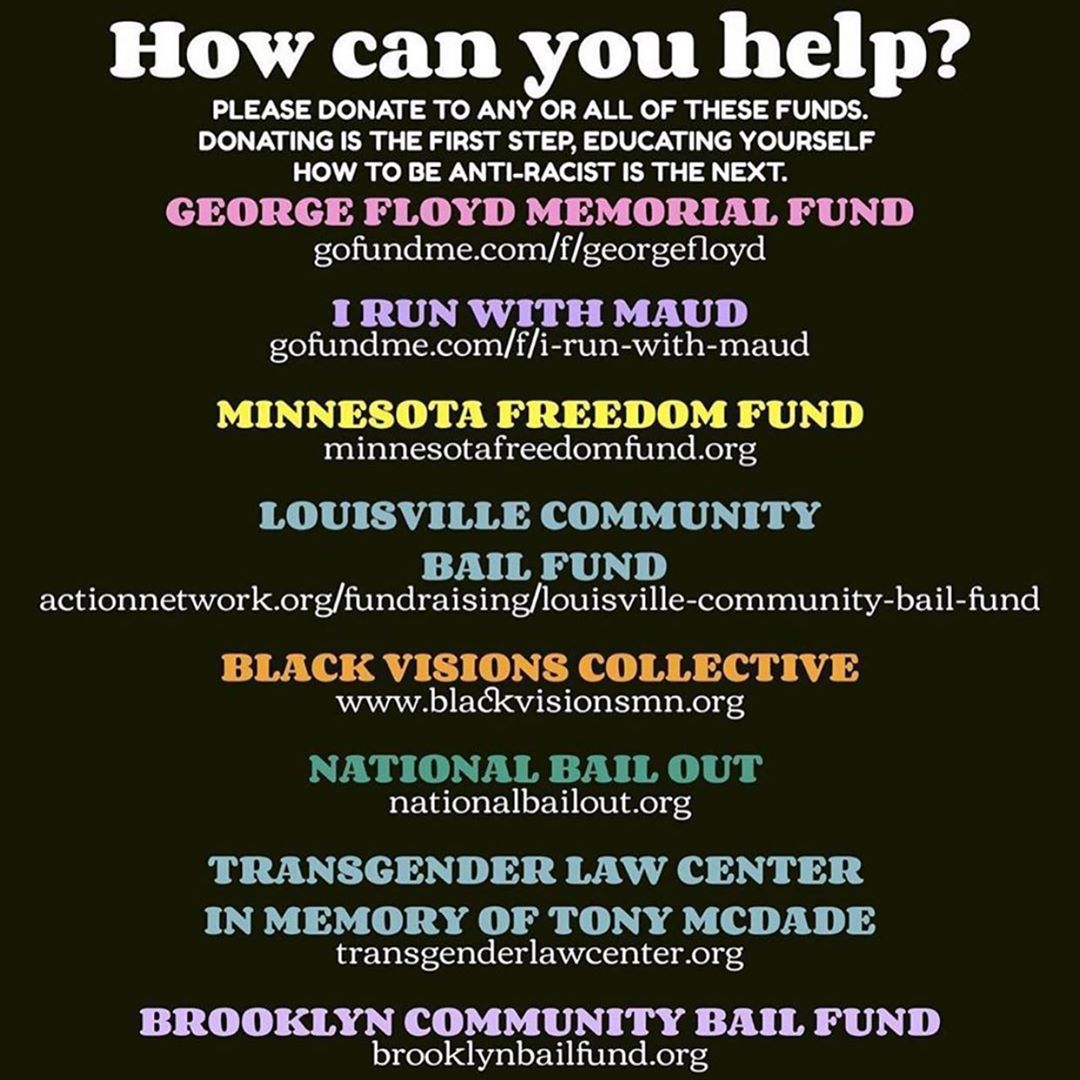 How can you help?
PLEASE DONATE TO ANY OR ALL OF THESE FUNDS.
DONATING IS THE FIRST STEP, EDUCATING YOURSELF
HOW TO BE ANTI-RACIST IS THE NEXT.
GEORGE FLOYD MEMORIAL FUND
gofundme.com/f/georgefloyd
I RUN WITH MAUD
gofundme.com/f/i-run-with-maud
MINNESOTA FREEDOM FUND
minnesotafreedomfund.org
LOUISVILLE COMMUNITY
BAIL FUND
actionnetwork.org/fundraising/louisville-community-bail-fund
BLACK VISIONS COLLECTIVE
www.blackvisionsmn.org
NATIONAL BAIL OUT
nationalbailout.org
TRANSGENDER LAW CENTER
IN MEMORY OF TONY MCDADE
transgenderlawcenter.org
BROOKLYN COMMUNITY BAIL FUND
brooklynbailfund.org